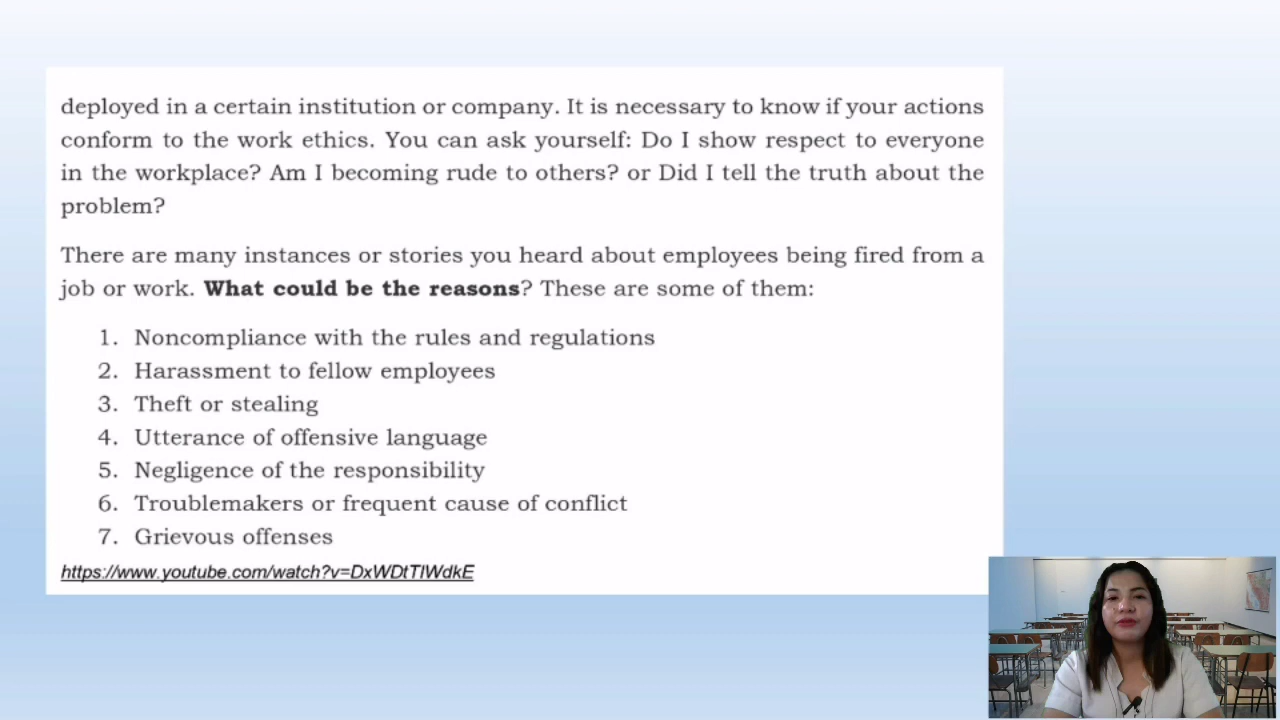 deployed in a certain institution or company. It is necessary to know if your actions
conform to the work ethics. You can ask yourself: Do I show respect to everyone
in the workplace? Am I becoming rude to others? or Did I tell the truth about the
problem?
There are many instances or stories you heard about employees being fired from a
job or work. What could be the reasons? These are some of them:
1. Noncompliance with the rules and regulations
2. Harassment to fellow employees
3. Theft or stealing
4. Utterance of offensive language
5. Negligence of the responsibility
6. Troublemakers or frequent cause of conflict
7. Grievous offenses
https://www.youtube.com/watch?v=DxWDtTlWdkE